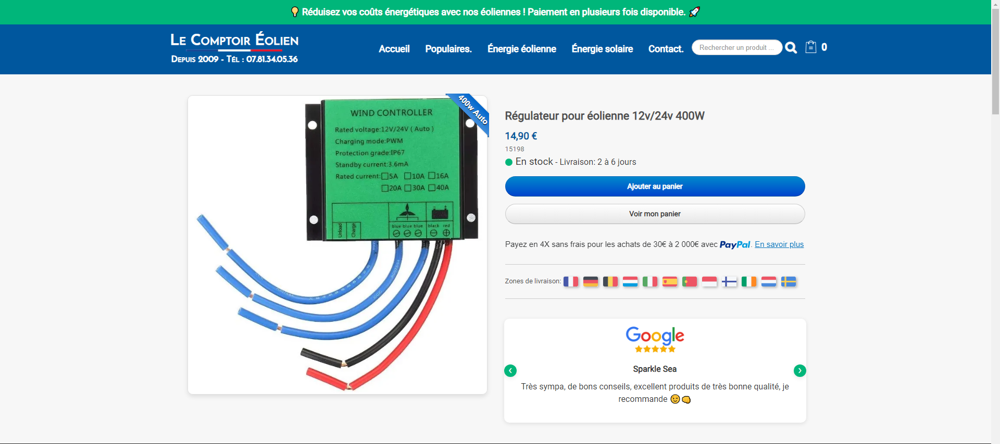 💡 Réduisez vos coûts énergétiques avec nos éoliennes ! Paiement en plusieurs fois disponible. 🚀
Le Comptoir Éolien
Depuis 2009 - Tél : 07.81.34.05.36
Accueil
Populaires.
Énergie éolienne
Énergie solaire
Contact.
Rechercher un produit ...
0
400w Auto
WIND CONTROLLER
Rated voltage:12V/24V ( Auto )
Charging mode:PWM
Protection grade:IP67
Standby current:3.6mA
Rated current:☐5A ☐10A ☐16A
☐20A ☐30A ☐40A
Unload
Charge
blue blue blue
black red
Régulateur pour éolienne 12v/24v 400W
14,90 €
15198
En stock - Livraison: 2 à 6 jours
Ajouter au panier
Voir mon panier
Payez en 4X sans frais pour les achats de 30€ à 2 000€ avec PayPal. En savoir plus
Zones de livraison:
Google
Sparkle Sea
Très sympa, de bons conseils, excellent produits de très bonne qualité, je
recommande 😉👊